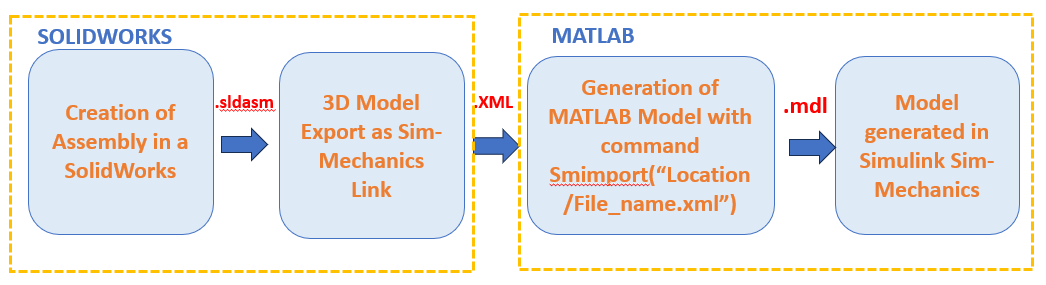 SOLIDWORKS
Creation of
Assembly in a
SolidWorks
.sldasm
3D Model
Export as Sim-
Mechanics
Link
.XML
MATLAB
Generation of
MATLAB Model with
command
Smimport(“Location
/File_name.xml”)
.mdl
Model
generated in
Simulink Sim-
Mechanics